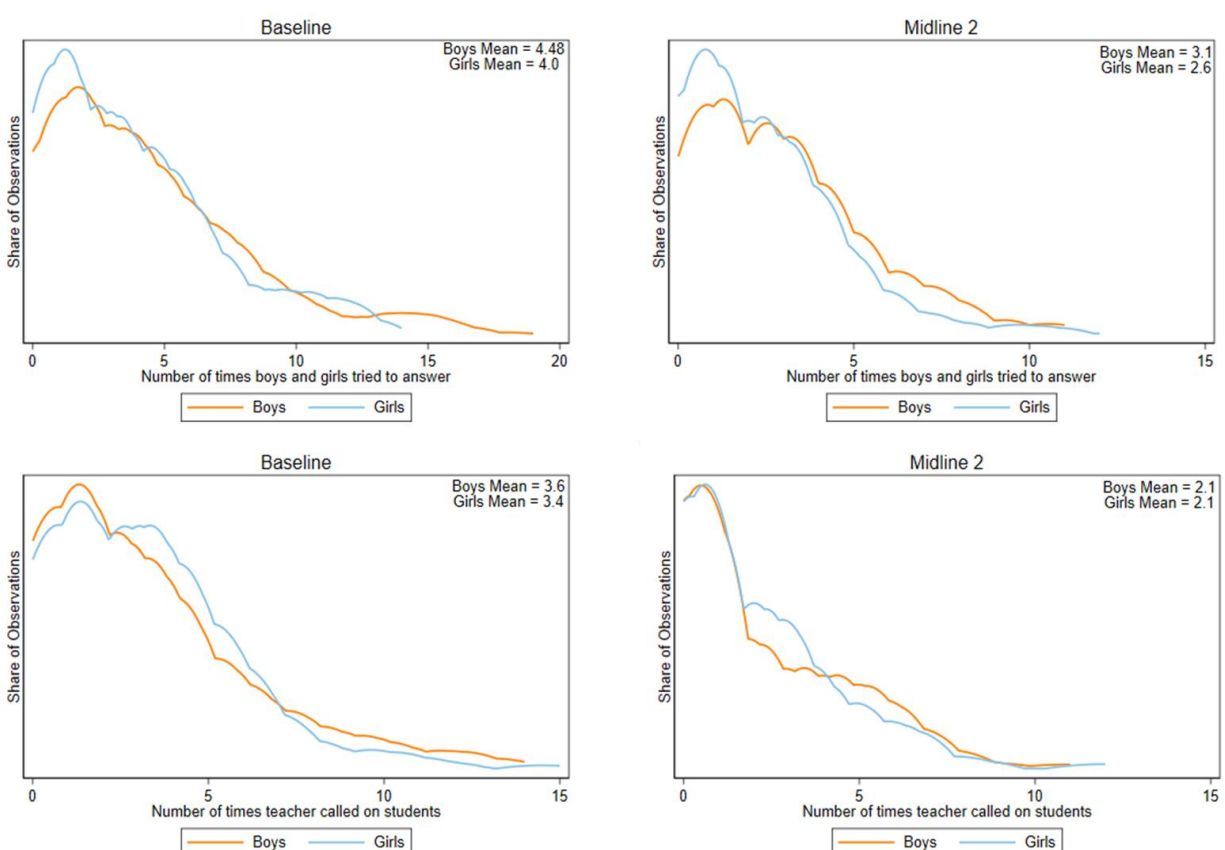 Baseline
Boys Mean = 4.48
Girls Mean = 4.0
Share of Observations
0 5 10 15 20
Number of times boys and girls tried to answer
Boys Girls
Midline 2
Boys Mean = 3.1
Girls Mean = 2.6
Share of Observations
0 5 10 15
Number of times boys and girls tried to answer
Boys Girls
Baseline
Boys Mean = 3.6
Girls Mean = 3.4
Share of Observations
0 5 10 15
Number of times teacher called on students
Boys Girls
Midline 2
Boys Mean = 2.1
Girls Mean = 2.1
Share of Observations
0 5 10 15
Number of times teacher called on students
Boys Girls